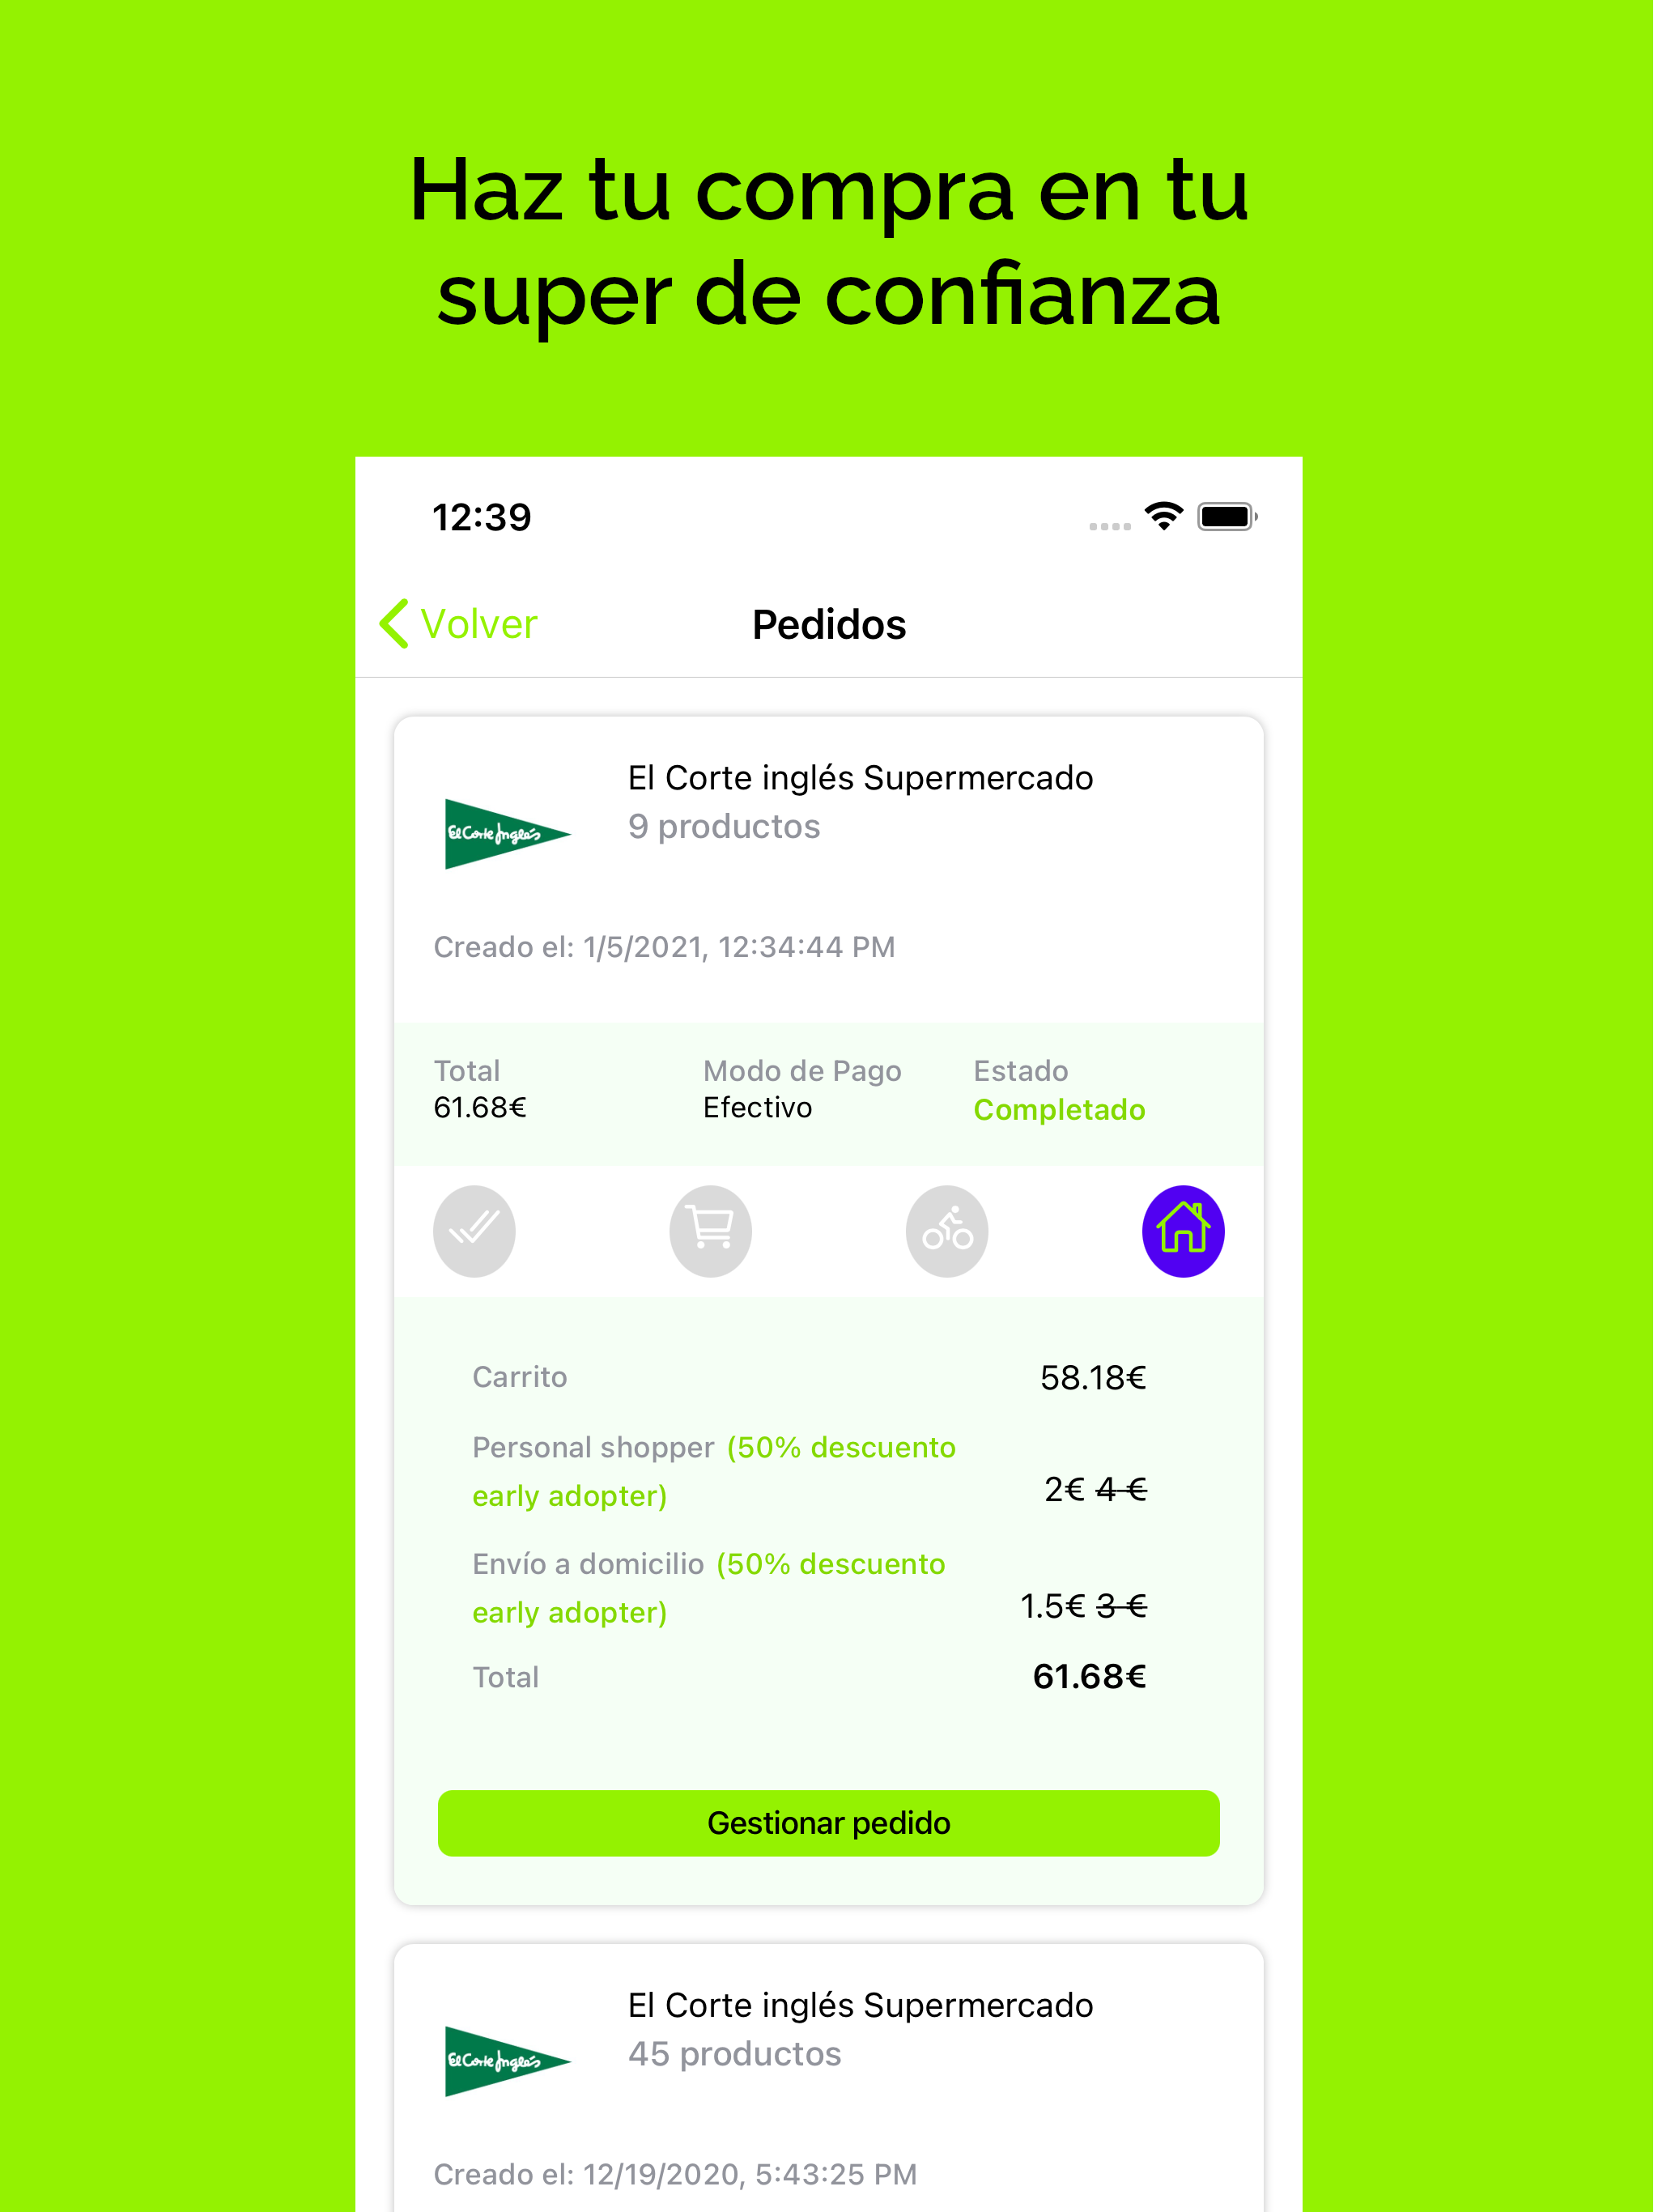 Haz tu compra en tu
super de confianza
12:39
Volver
Pedidos
El Corte inglés Supermercado
El Corte Inglés
9 productos
Creado el: 1/5/2021, 12:34:44 PM
Total
Modo de Pago
Estado
61.68€
Efectivo
Completado
Carrito
58.18€
Personal shopper (50% descuento
early adopter)
2€ 4 €
Envío a domicilio (50% descuento
early adopter)
1.5€ 3 €
Total
61.68€
Gestionar pedido
El Corte inglés Supermercado
El Corte Inglés
45 productos
Creado el: 12/19/2020, 5:43:25 PM